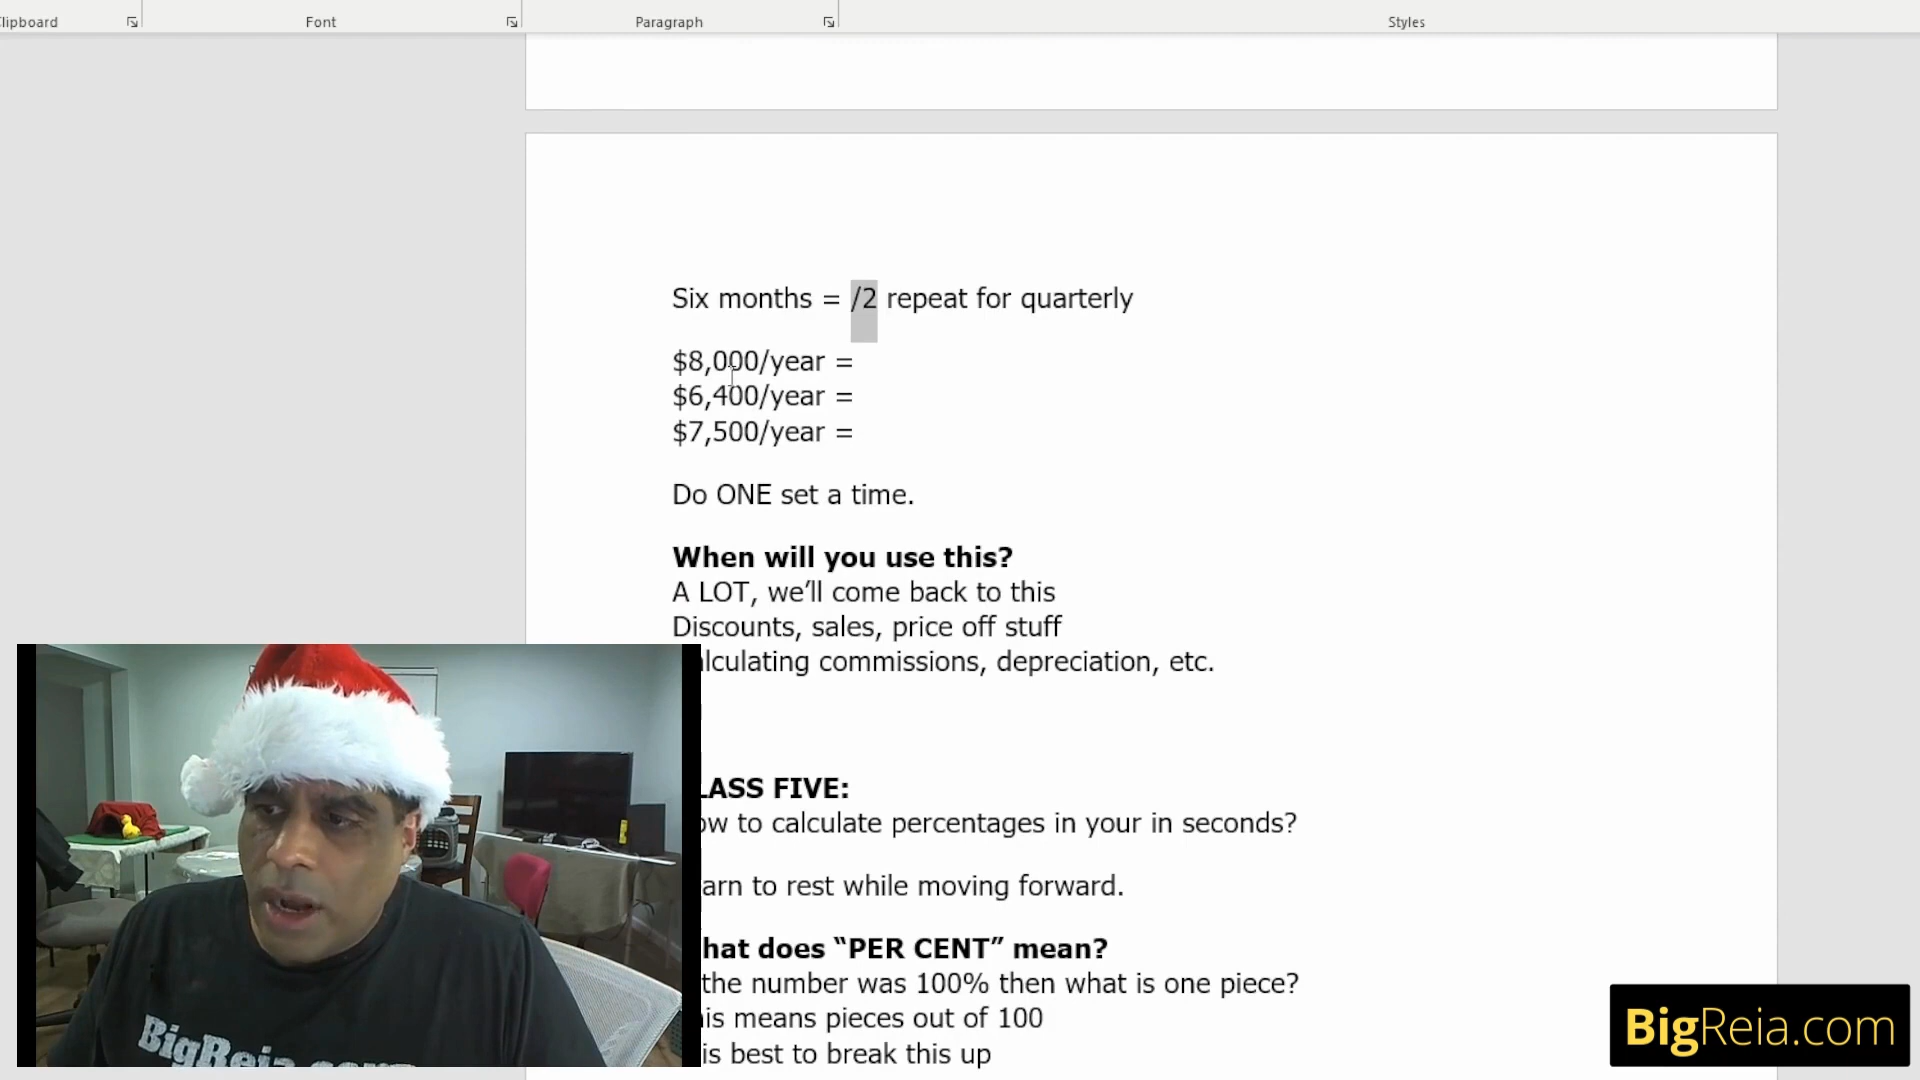 Font
Paragraph
Styles
Six months = /2 repeat for quarterly
$8,000/year =
$6,400/year =
$7,500/year =
Do ONE set a time.
When will you use this?
A LOT, we’ll come back to this
Discounts, sales, price off stuff
lculating commissions, depreciation, etc.
LASS FIVE:
ow to calculate percentages in your in seconds?
arn to rest while moving forward.
hat does “PER CENT” mean?
the number was 100% then what is one piece?
is means pieces out of 100
is best to break this up
BigReia.com
BigReia.com